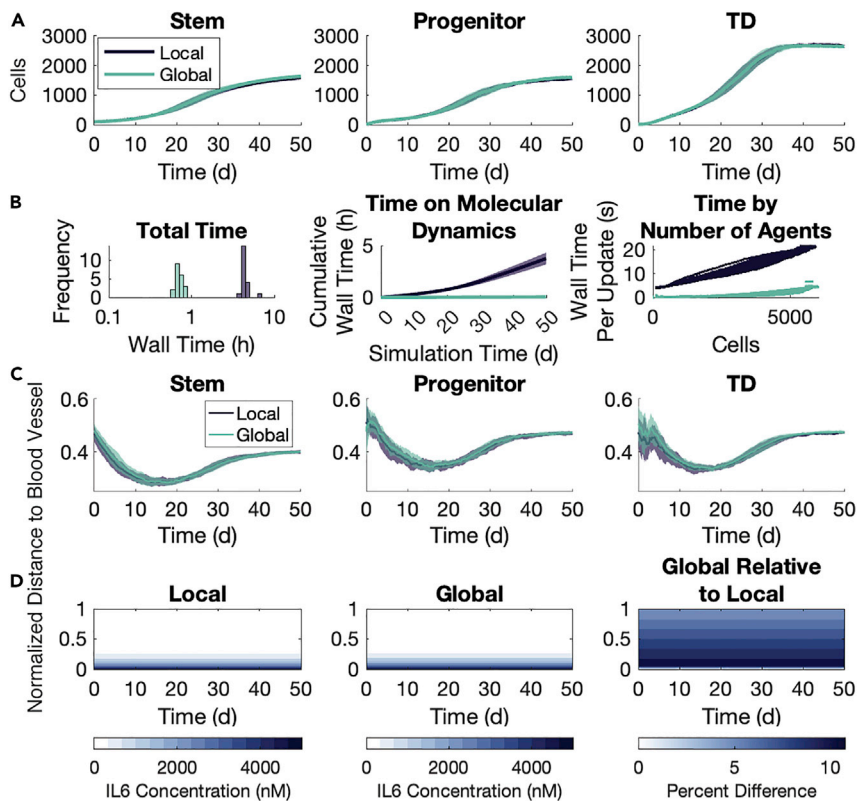 A
Stem
Progenitor
TD
Cells
3000
2000
1000
0
Local
Global
0 10 20 30 40 50
Time (d)
3000
2000
1000
0
0 10 20 30 40 50
Time (d)
3000
2000
1000
0
0 10 20 30 40 50
Time (d)
B
Total Time
Frequency
10
5
0
0.1 1 10
Wall Time (h)
Time on Molecular
Dynamics
Cumulative
Wall Time (h)
5
0
0 10 20 30 40 50
Simulation Time (d)
Time by
Number of Agents
Wall Time
Per Update (s)
20
10
0
0 5000
Cells
C
Normalized Distance to Blood Vessel
Stem
0.6
0.4
Local
Global
0 10 20 30 40 50
Time (d)
Progenitor
0.6
0.4
0 10 20 30 40 50
Time (d)
TD
0.6
0.4
0 10 20 30 40 50
Time (d)
D
Local
1
0.5
0
0 10 20 30 40 50
Time (d)
Global
1
0.5
0
0 10 20 30 40 50
Time (d)
Global Relative
to Local
1
0.5
0
0 10 20 30 40 50
Time (d)
0 2000 4000
IL6 Concentration (nM)
0 2000 4000
IL6 Concentration (nM)
0 5 10
Percent Difference